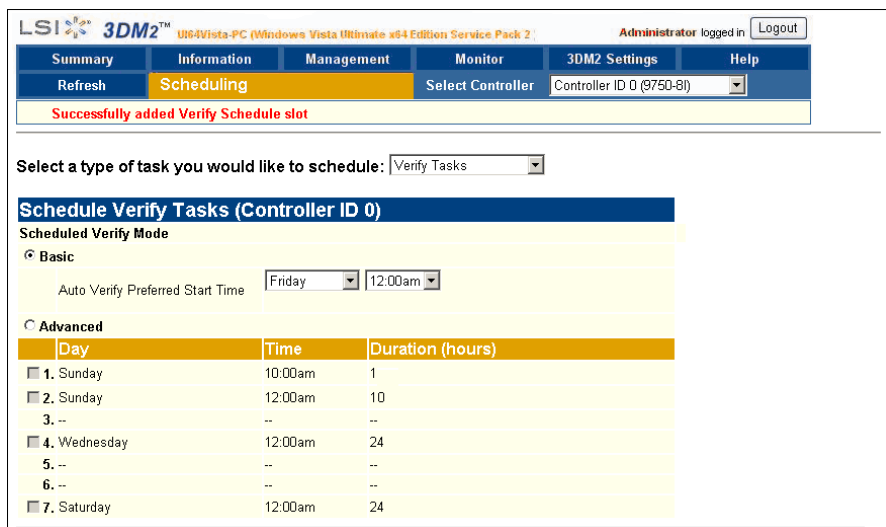 LSI 3DM2™ UI64Vista-PC (Windows Vista Ultimate x64 Edition Service Pack 2 Administrator logged in Logout
Summary Information Management Monitor 3DM2 Settings Help
Refresh Scheduling Select Controller Controller ID 0 (9750-8I)
Successfully added Verify Schedule slot
Select a type of task you would like to schedule: Verify Tasks
Schedule Verify Tasks (Controller ID 0)
Scheduled Verify Mode
Basic
Auto Verify Preferred Start Time Friday 12:00am
Advanced
Day Time Duration (hours)
1. Sunday 10:00am 1
2. Sunday 12:00am 10
3. -- -- --
4. Wednesday 12:00am 24
5. -- -- --
6. -- -- --
7. Saturday 12:00am 24